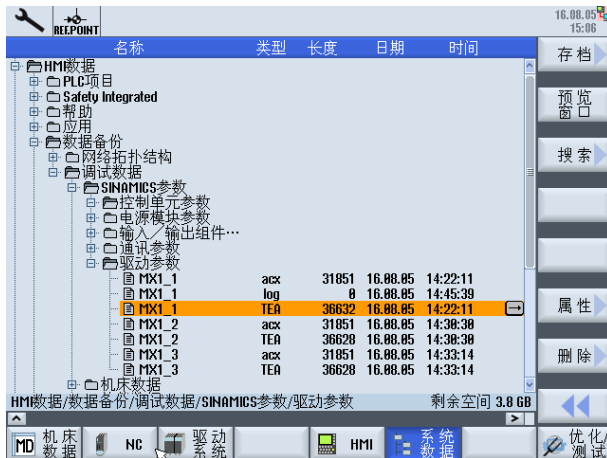 REF.POINT
16.08.05
15:06
名称 类型 长度 日期 时间
HMI数据
PLC项目
Safety Integrated
帮助
应用
数据备份
网络拓扑结构
调试数据
SINAMICS参数
控制单元参数
电源模块参数
输入／输出组件…
通讯参数
驱动参数
MX1_1 acx 31851 16.08.05 14:22:11
MX1_1 log 0 16.08.05 14:45:39
MX1_1 TEA 36632 16.08.05 14:22:11
MX1_2 acx 31851 16.08.05 14:30:30
MX1_2 TEA 36628 16.08.05 14:30:30
MX1_3 acx 31851 16.08.05 14:33:14
MX1_3 TEA 36628 16.08.05 14:33:14
机床数据
HMI数据/数据备份/调试数据/SINAMICS参数/驱动参数 剩余空间 3.8 GB
存档
预览
窗口
搜索
属性
删除
MD 机床
数据
NC
驱动
系统
HMI
系统
数据
优化/
测试